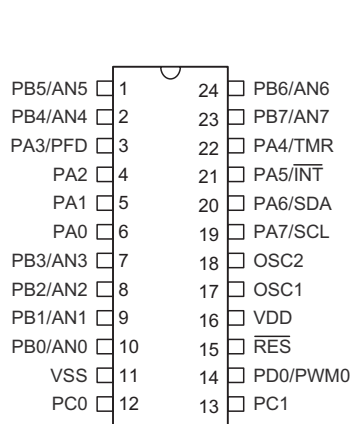 PB5/AN5 1 24 PB6/AN6
PB4/AN4 2 23 PB7/AN7
PA3/PFD 3 22 PA4/TMR
PA2 4 21 PA5/INT
PA1 5 20 PA6/SDA
PA0 6 19 PA7/SCL
PB3/AN3 7 18 OSC2
PB2/AN2 8 17 OSC1
PB1/AN1 9 16 VDD
PB0/AN0 10 15 RES
VSS 11 14 PD0/PWM0
PC0 12 13 PC1